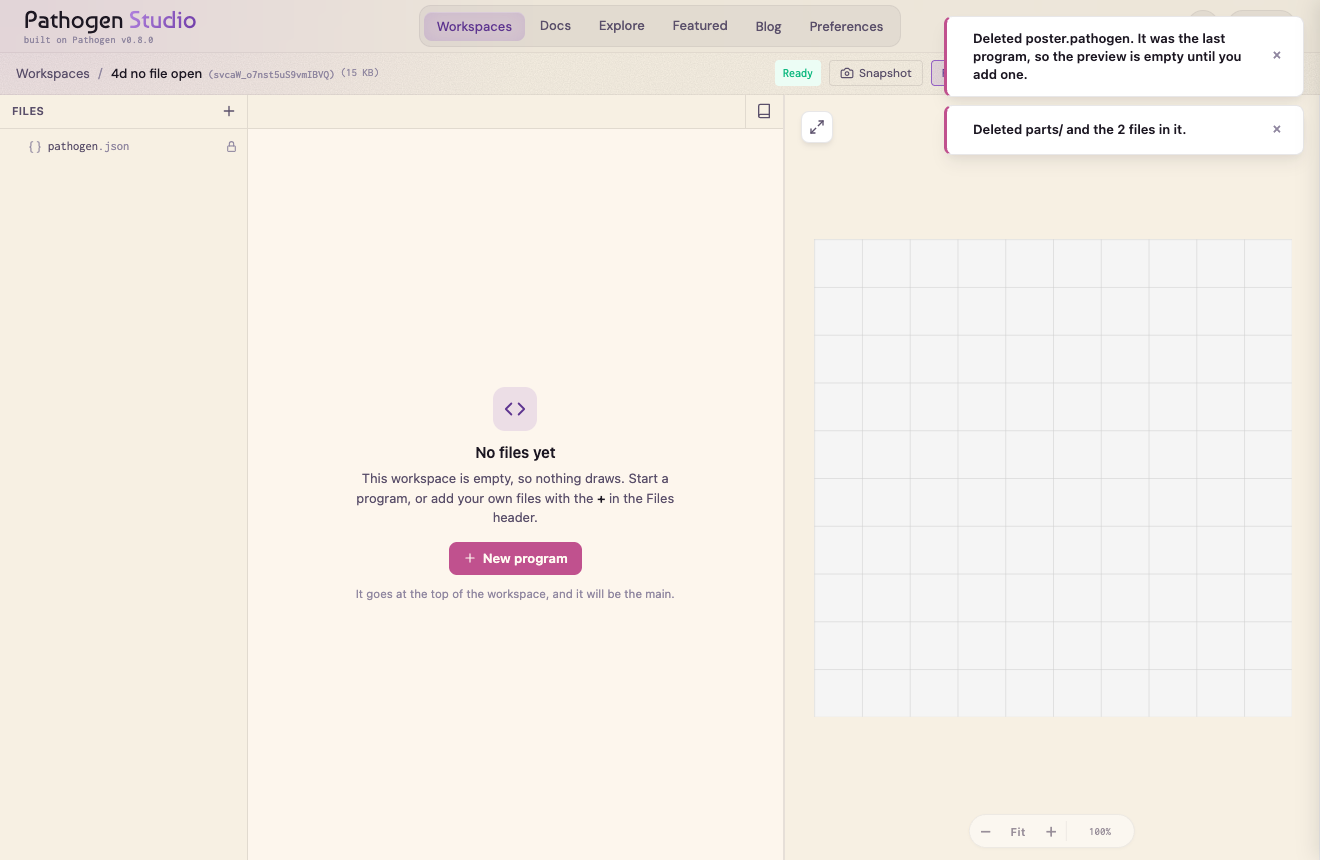 Pathogen Studio
built on Pathogen v0.8.0
Workspaces
Docs
Explore
Featured
Blog
Preferences
Deleted poster.pathogen. It was the last
program, so the preview is empty until you
add one.
×
Workspaces / 4d no file open (svcaW_o7nst5uS9vmIBVQ) (15 KB)
Ready
Snapshot
Deleted parts/ and the 2 files in it.
×
FILES +
{} pathogen.json
No files yet
This workspace is empty, so nothing draws. Start a
program, or add your own files with the + in the Files
header.
+ New program
It goes at the top of the workspace, and it will be the main.
− Fit + 100%